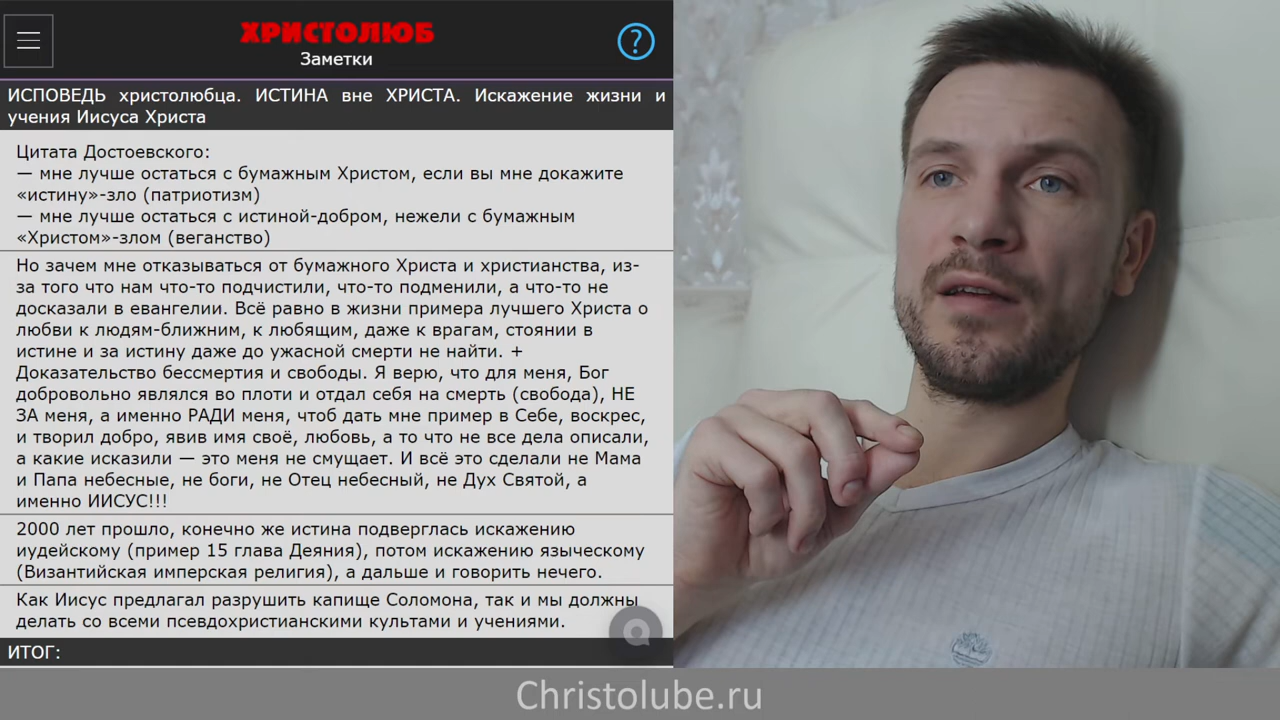 ХРИСТОЛЮБ
Заметки
?
ИСПОВЕДЬ христолюбца. ИСТИНА вне ХРИСТА. Искажение жизни и
учения Иисуса Христа
Цитата Достоевского:
— мне лучше остаться с бумажным Христом, если вы мне докажите
«истину»-зло (патриотизм)
— мне лучше остаться с истиной-добром, нежели с бумажным
«Христом»-злом (веганство)
Но зачем мне отказываться от бумажного Христа и христианства, из-
за того что нам что-то подчистили, что-то подменили, а что-то не
досказали в евангелии. Всё равно в жизни примера лучшего Христа о
любви к людям-ближним, к любящим, даже к врагам, стоянии в
истине и за истину даже до ужасной смерти не найти. +
Доказательство бессмертия и свободы. Я верю, что для меня, Бог
добровольно являлся во плоти и отдал себя на смерть (свобода), НЕ
ЗА меня, а именно РАДИ меня, чтоб дать мне пример в Себе, воскрес,
и творил добро, явив имя своё, любовь, а то что не все дела описали,
а какие исказили — это меня не смущает. И всё это сделали не Мама
и Папа небесные, не боги, не Отец небесный, не Дух Святой, а
именно ИИСУС!!!
2000 лет прошло, конечно же истина подверглась искажению
иудейскому (пример 15 глава Деяния), потом искажению языческому
(Византийская имперская религия), а дальше и говорить нечего.
Как Иисус предлагал разрушить капище Соломона, так и мы должны
делать со всеми псевдохристианскими культами и учениями.
ИТОГ:
Christolube.ru